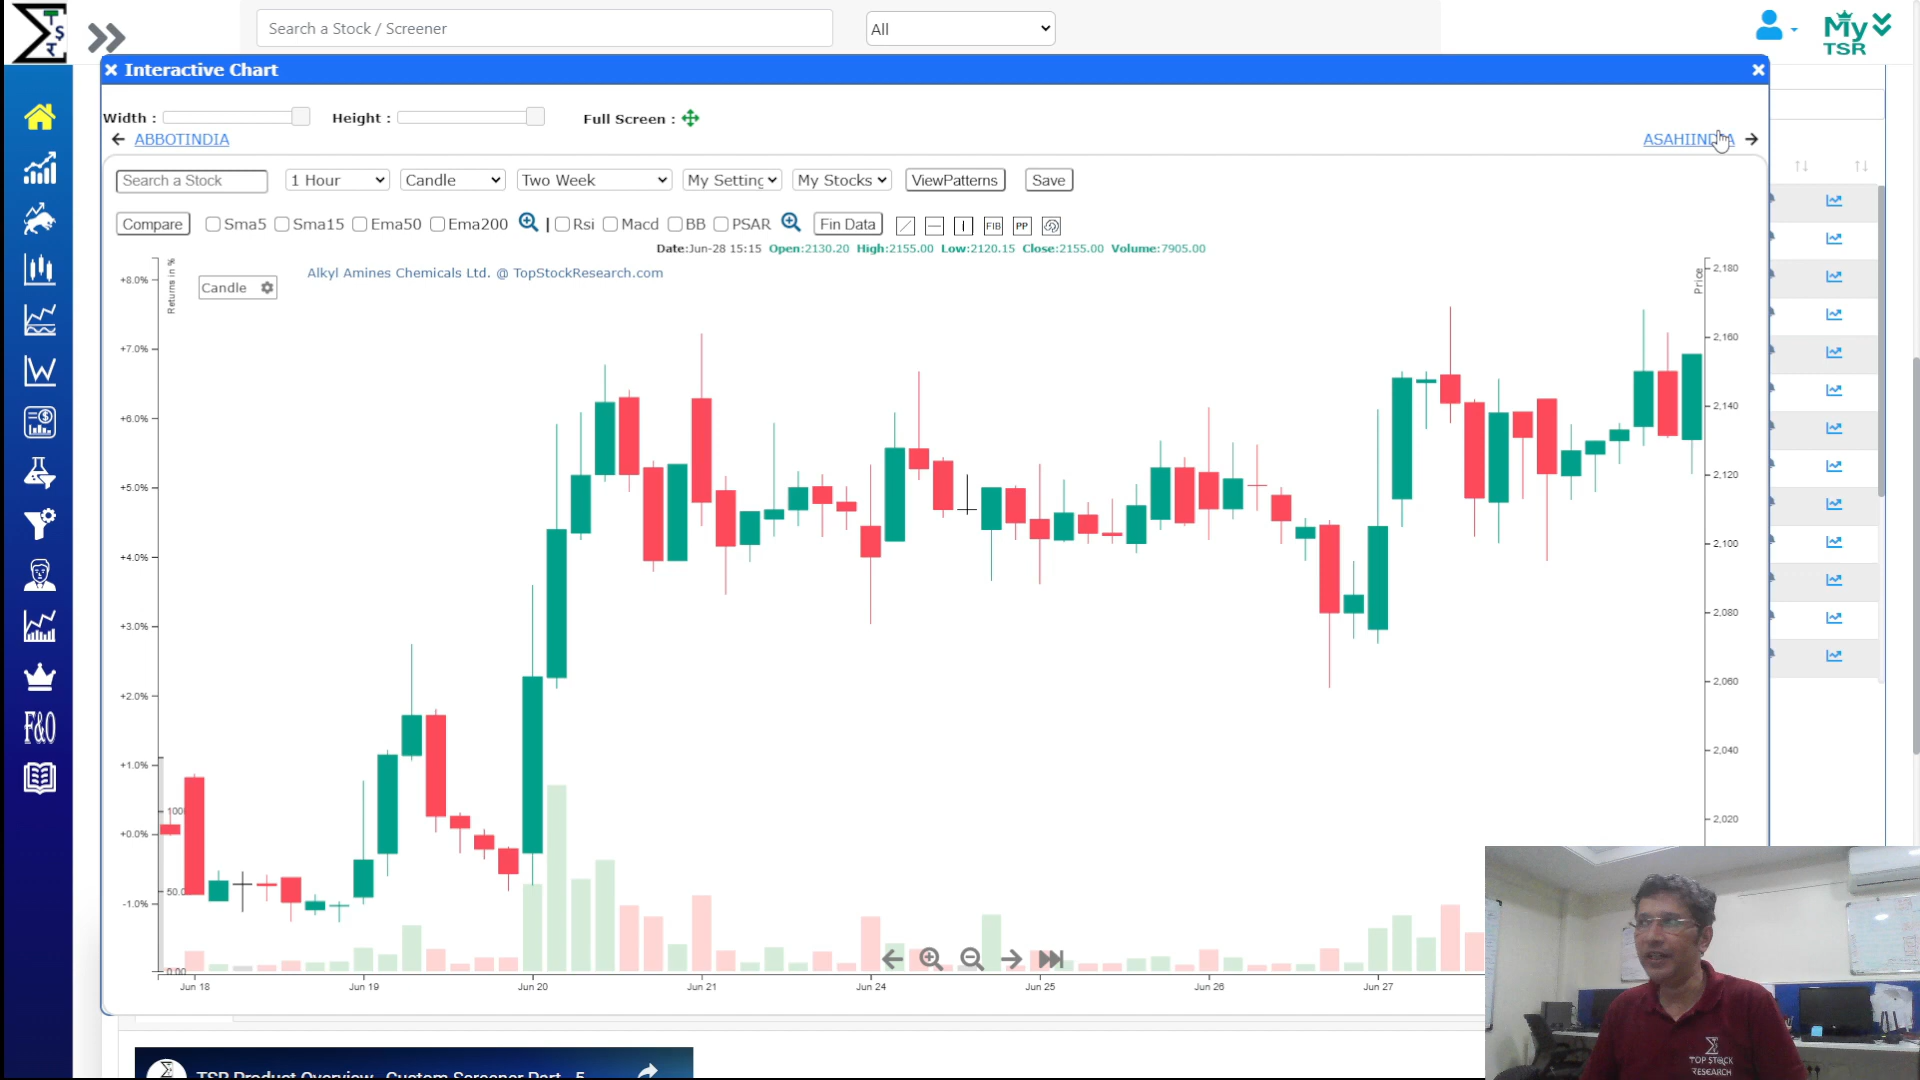 Search a Stock / Screener
All
My
TSR
Interactive Chart
Width :
Height :
Full Screen :
ABBOTINDIA
Search a Stock
1 Hour
Candle
Two Week
My Setting
My Stocks
ViewPatterns
Save
Compare
Sma5
Sma15
Ema50
Ema200
|
Rsi
Macd
BB
PSAR
Fin Data
FIB
PP
Date:Jun-28 15:15 Open:2130.20 High:2155.00 Low:2120.15 Close:2155.00 Volume:7905.00
Alkyl Amines Chemicals Ltd. @ TopStockResearch.com
Candle
Returns in %
+8.0%
+7.0%
+6.0%
+5.0%
+4.0%
+3.0%
+2.0%
+1.0%
+0.0%
-1.0%
Price
2,180
2,160
2,140
2,120
2,100
2,080
2,060
2,040
2,020
0.00
Jun 18
Jun 19
Jun 20
Jun 21
Jun 24
Jun 25
Jun 26
Jun 27
F&O
TSR Product Overview - Custom Screener Part - 5
TOP STOCK
RESEARCH